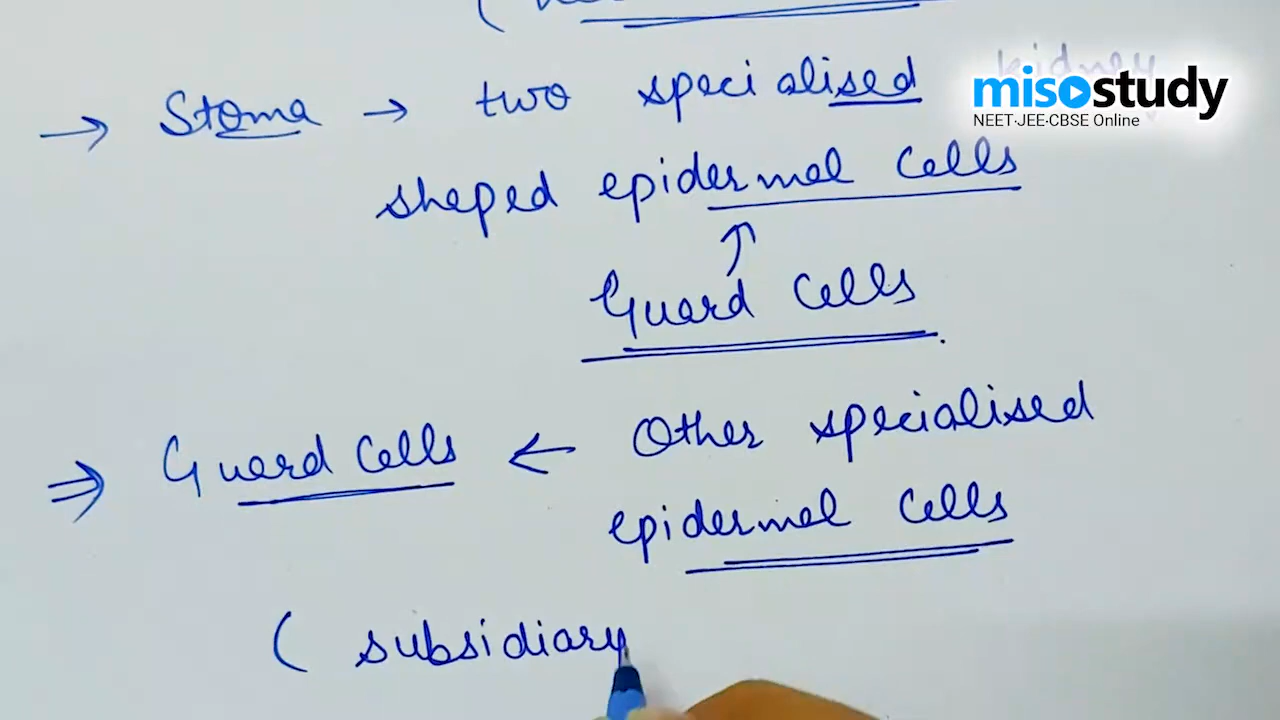 → Stoma → two specialised kidney
shaped epidermal cells
↑
Guard Cells.
⇒ Guard Cells ← Other specialised
epidermal cells
( subsidiary
misostudy
NEET-JEE-CBSE Online